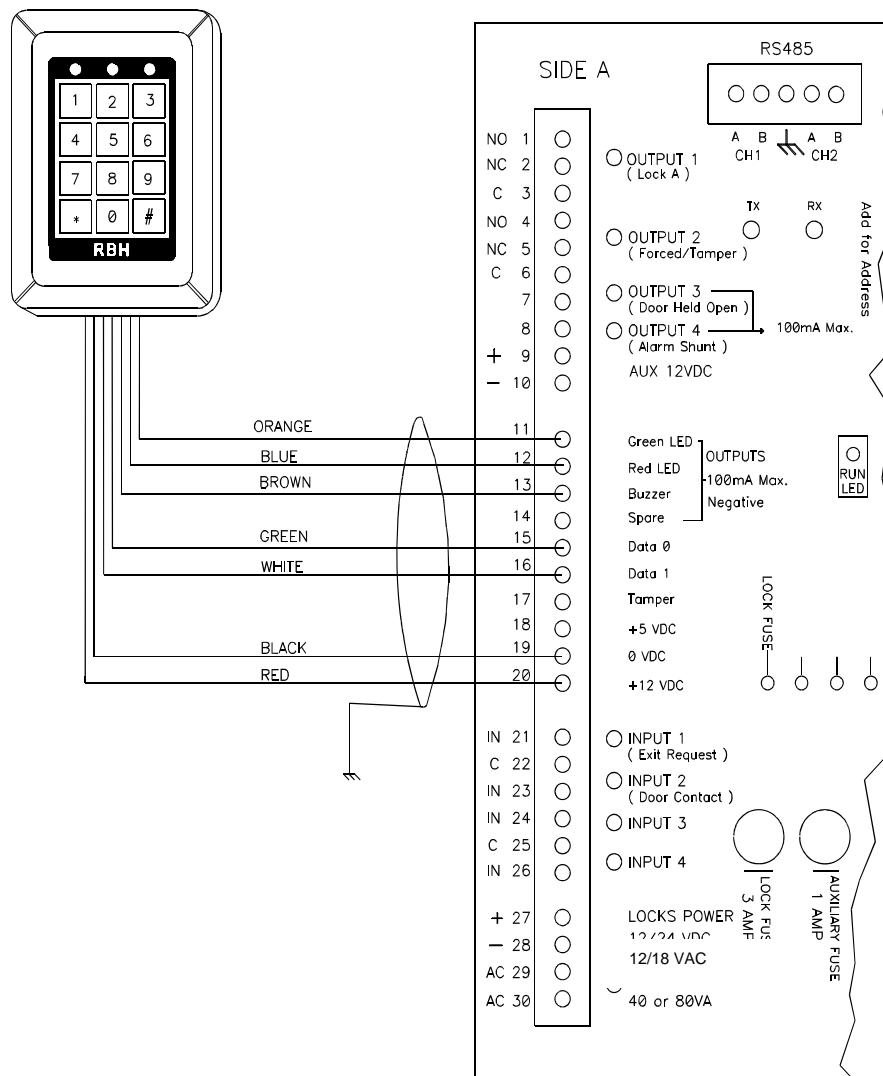 1 2 3
4 5 6
7 8 9
* 0 #
RBH
SIDE A
RS485
A B A B
CH1 CH2
TX RX
Add for Address
NO 1
NC 2
C 3
OUTPUT 1
( Lock A )
NO 4
NC 5
C 6
OUTPUT 2
( Forced/Tamper )
7
OUTPUT 3
( Door Held Open )
8
OUTPUT 4
( Alarm Shunt )
100mA Max.
+ 9
− 10
AUX 12VDC
ORANGE 11 Green LED
BLUE 12 Red LED
BROWN 13 Buzzer
14 Spare
OUTPUTS
100mA Max.
Negative
RUN
LED
GREEN 15 Data 0
WHITE 16 Data 1
17 Tamper
18 +5 VDC
BLACK 19 0 VDC
RED 20 +12 VDC
LOCK FUSE
IN 21 INPUT 1
( Exit Request )
C 22
IN 23 INPUT 2
( Door Contact )
IN 24 INPUT 3
C 25
IN 26 INPUT 4
LOCK FUS
3 AMP
AUXILIARY FUSE
1 AMP
+ 27 LOCKS POWER
12/24 VDC
− 28
12/18 VAC
AC 29
AC 30 40 or 80VA